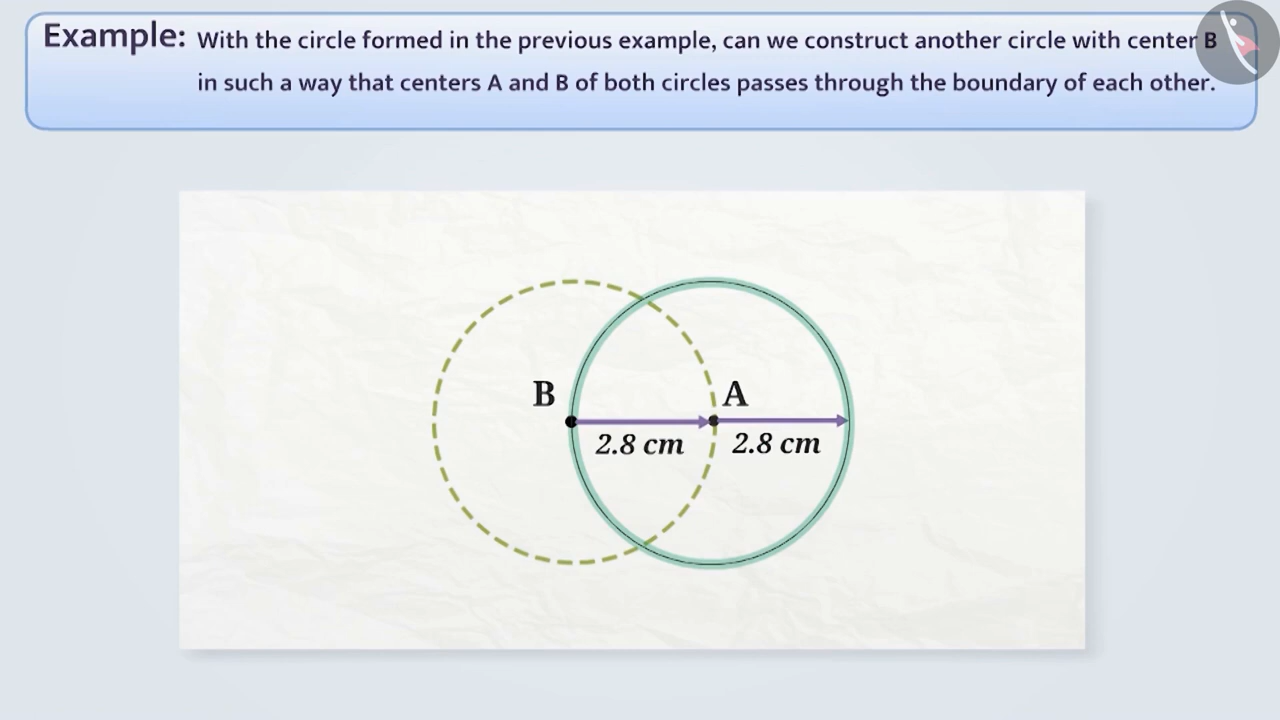 Example: With the circle formed in the previous example, can we construct another circle with center B
in such a way that centers A and B of both circles passes through the boundary of each other.
B A
2.8 cm 2.8 cm